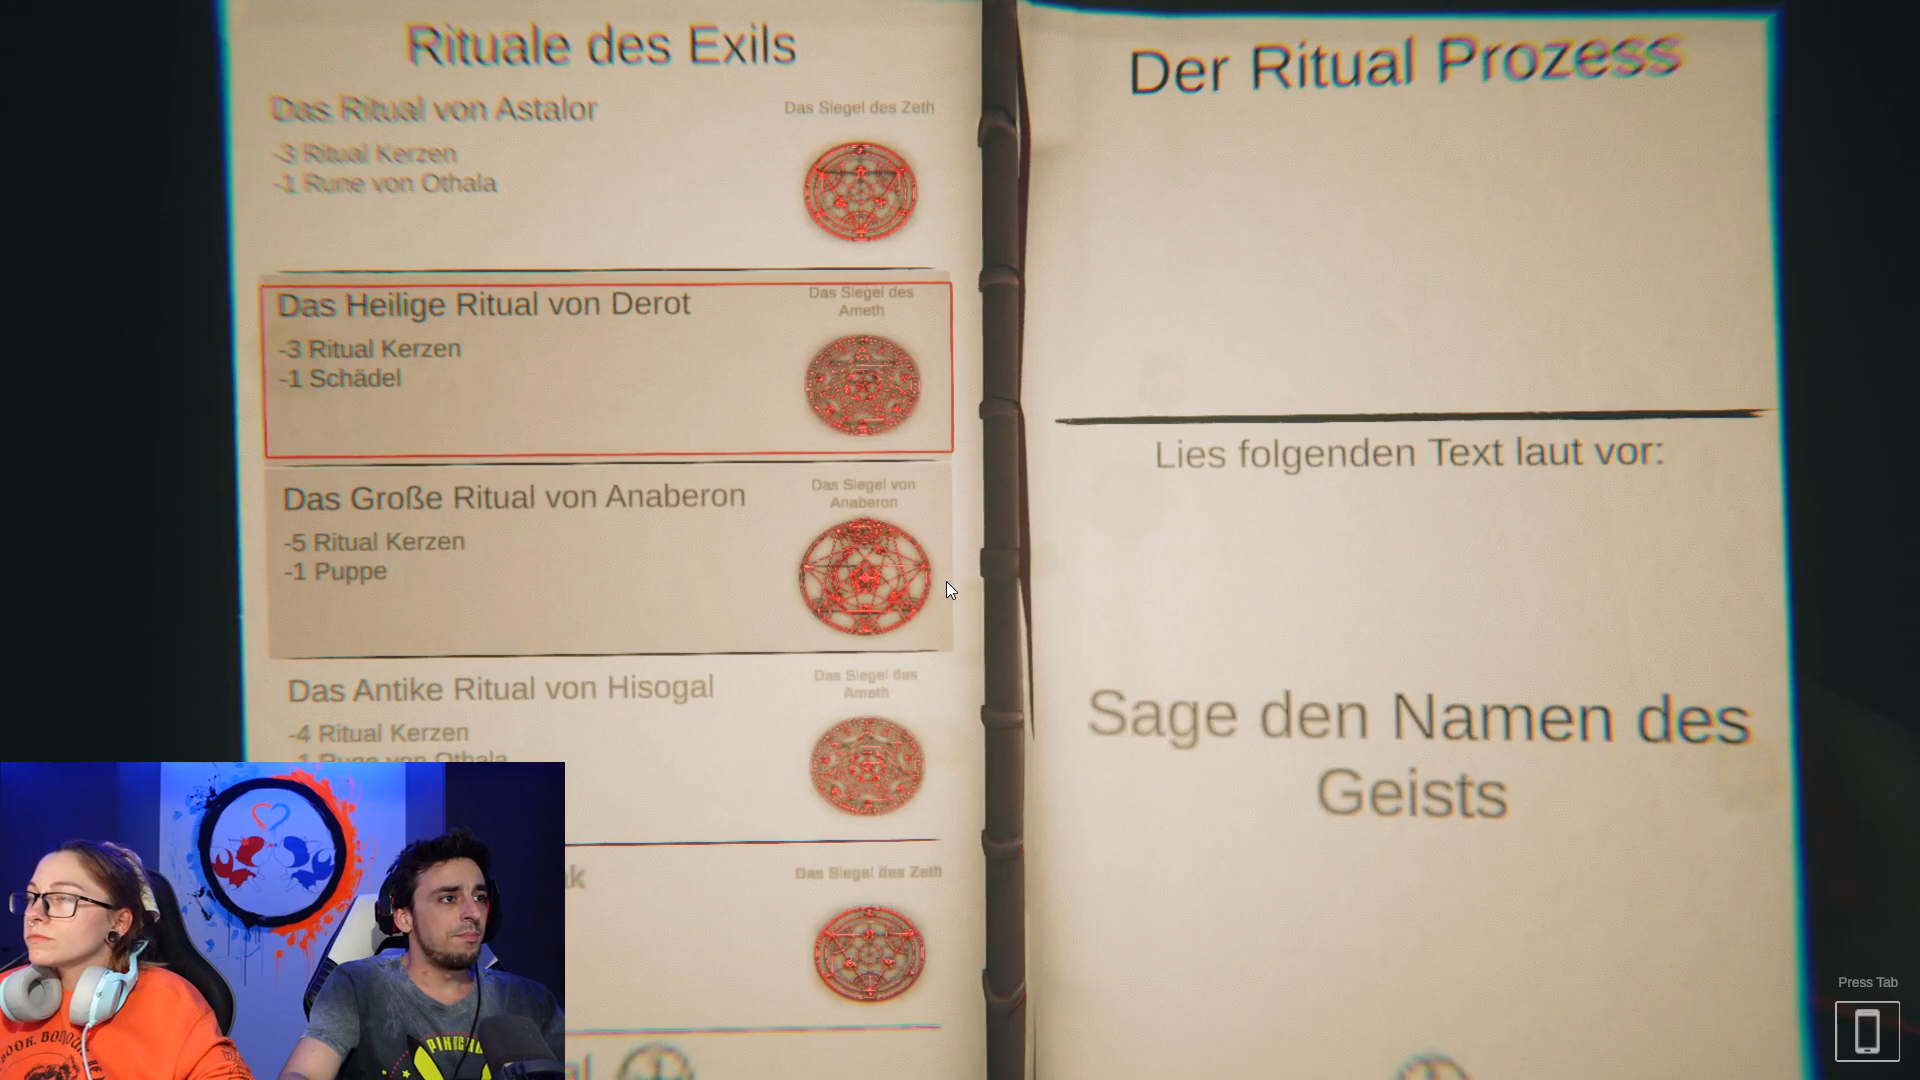 Rituale des Exils
Das Ritual von Astalor
Das Siegel des Zeth
-3 Ritual Kerzen
-1 Rune von Othala
Das Heilige Ritual von Derot
Das Siegel des
Ameth
-3 Ritual Kerzen
-1 Schädel
Das Große Ritual von Anaberon
Das Siegel von
Anaberon
-5 Ritual Kerzen
-1 Puppe
Das Antike Ritual von Hisogal
Das Siegel des
Ameth
-4 Ritual Kerzen
-1 Rune von Othala
Das Siegel des Zeth
Der Ritual Prozess
Lies folgenden Text laut vor:
Sage den Namen des
Geists
Press Tab